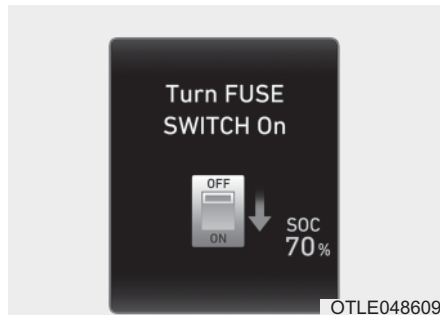 Turn FUSE
SWITCH On
OFF
ON
SOC
70%
OTLE048609